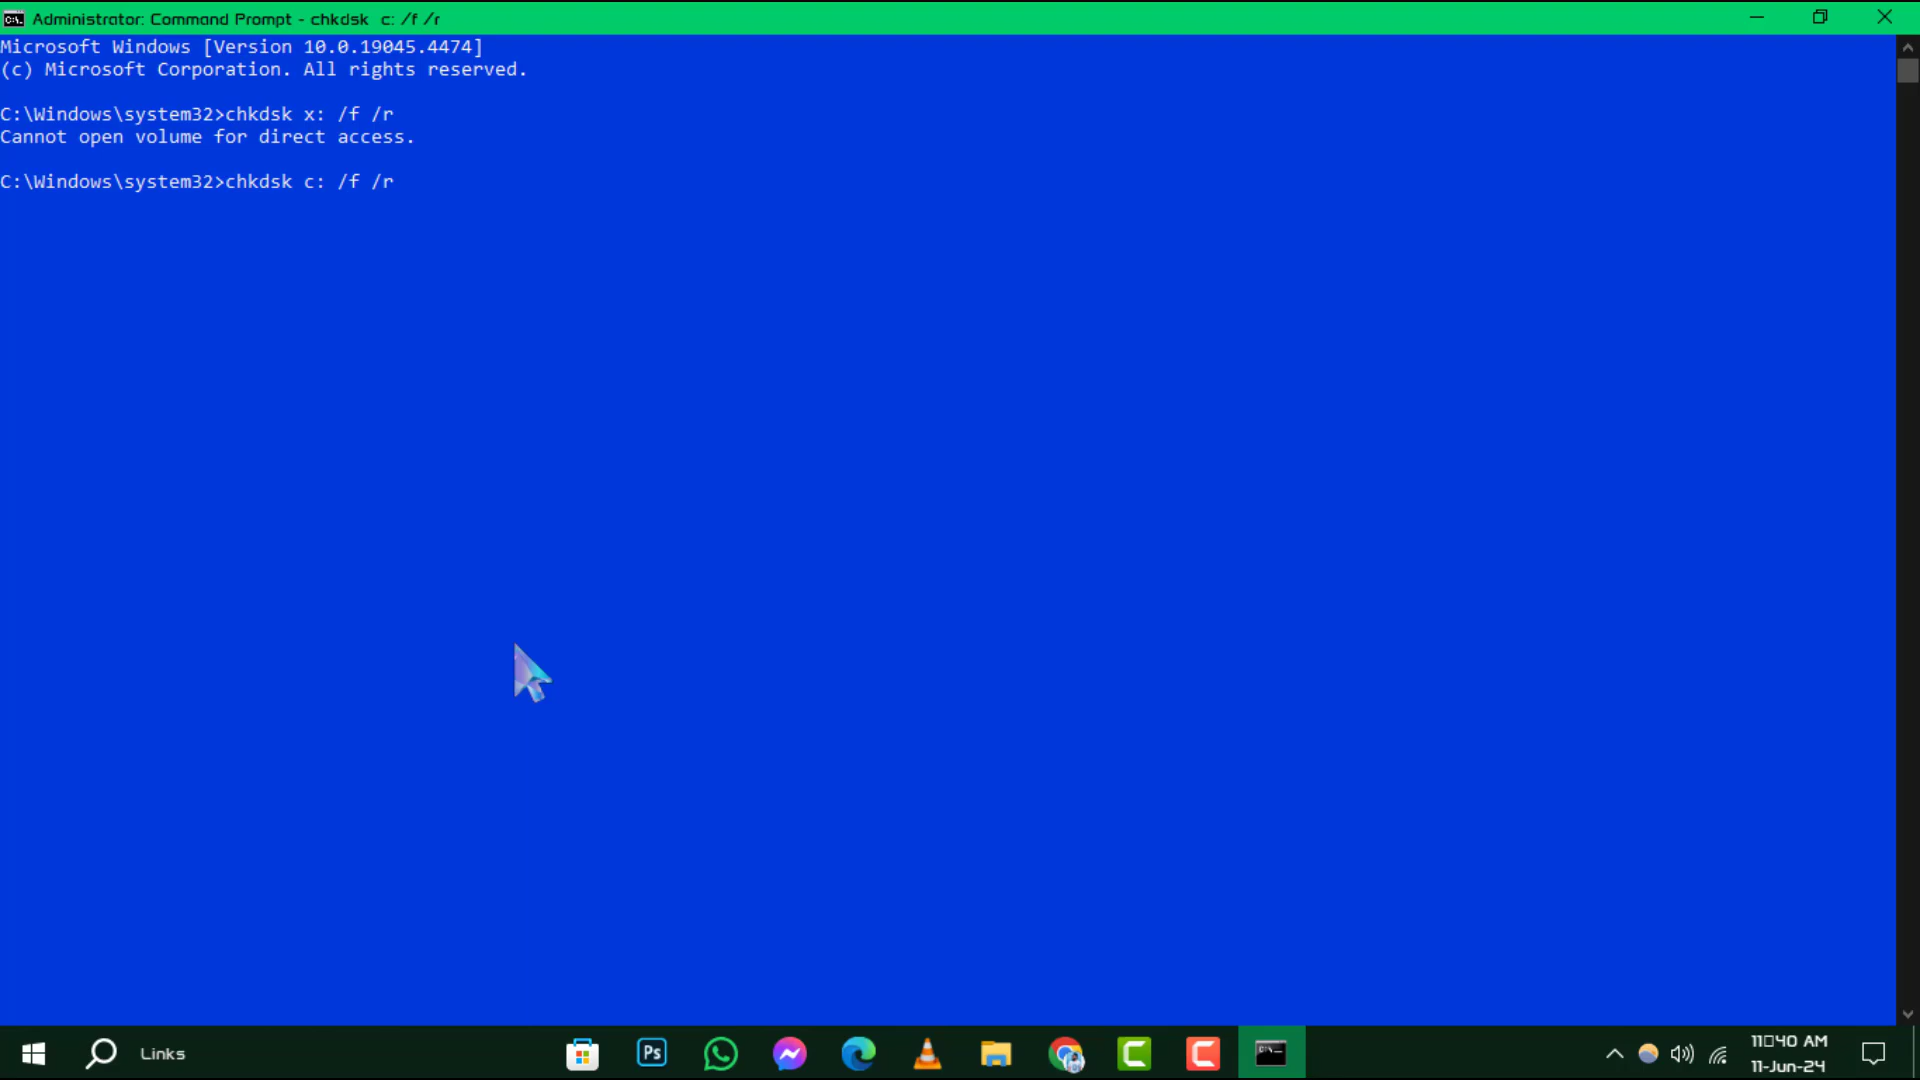 Administrator: Command Prompt - chkdsk  c: /f /r
Microsoft Windows [Version 10.0.19045.4474]
(c) Microsoft Corporation. All rights reserved.
C:\Windows\system32>chkdsk x: /f /r
Cannot open volume for direct access.
C:\Windows\system32>chkdsk c: /f /r
Links
Ps
11□40 AM
11-Jun-24